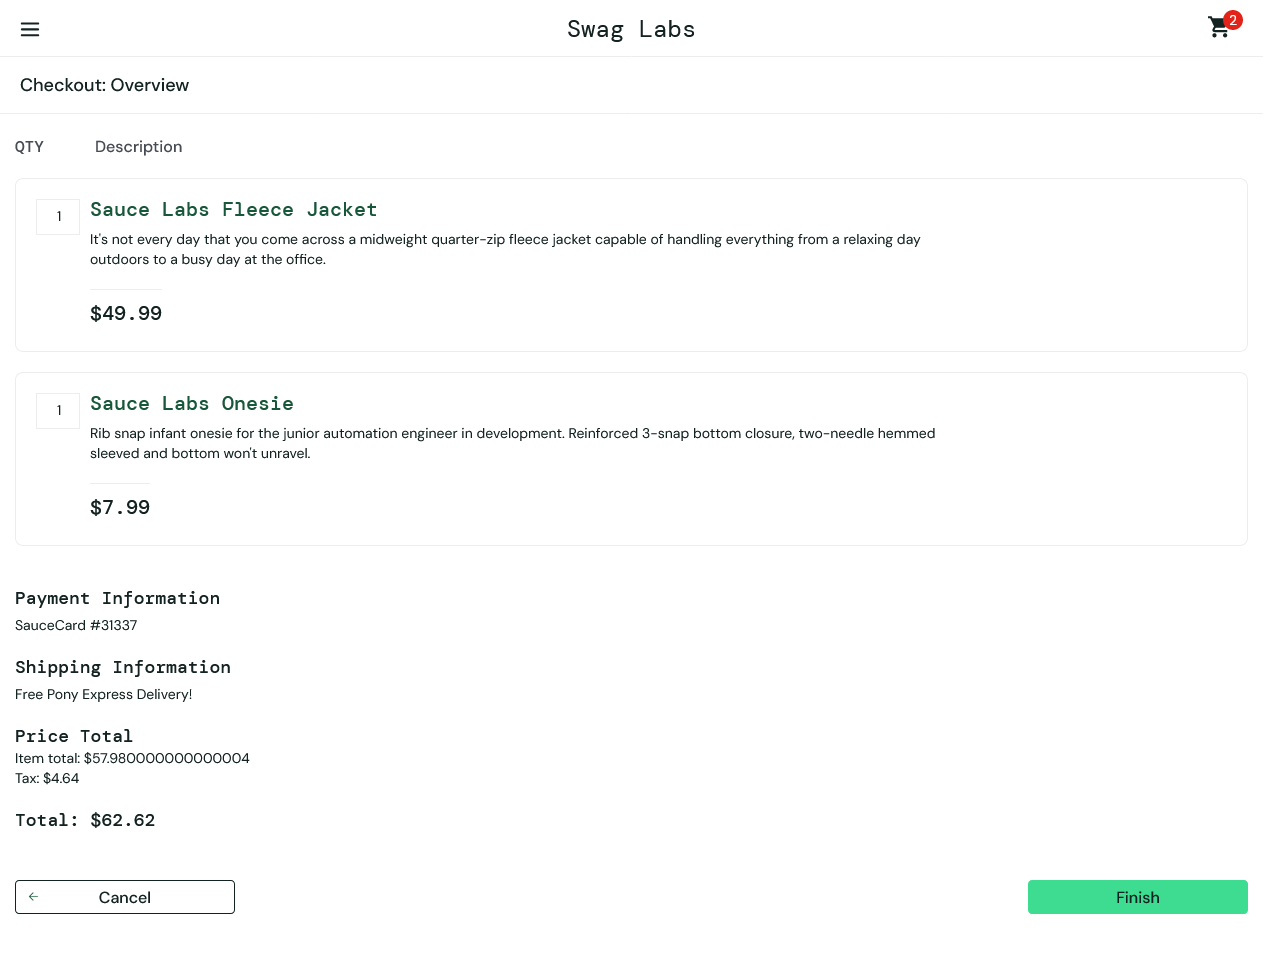 Swag Labs
2
Checkout: Overview
QTY Description
1
Sauce Labs Fleece Jacket
It's not every day that you come across a midweight quarter-zip fleece jacket capable of handling everything from a relaxing day
outdoors to a busy day at the office.
$49.99
1
Sauce Labs Onesie
Rib snap infant onesie for the junior automation engineer in development. Reinforced 3-snap bottom closure, two-needle hemmed
sleeved and bottom won't unravel.
$7.99
Payment Information
SauceCard #31337
Shipping Information
Free Pony Express Delivery!
Price Total
Item total: $57.980000000000004
Tax: $4.64
Total: $62.62
Cancel
Finish